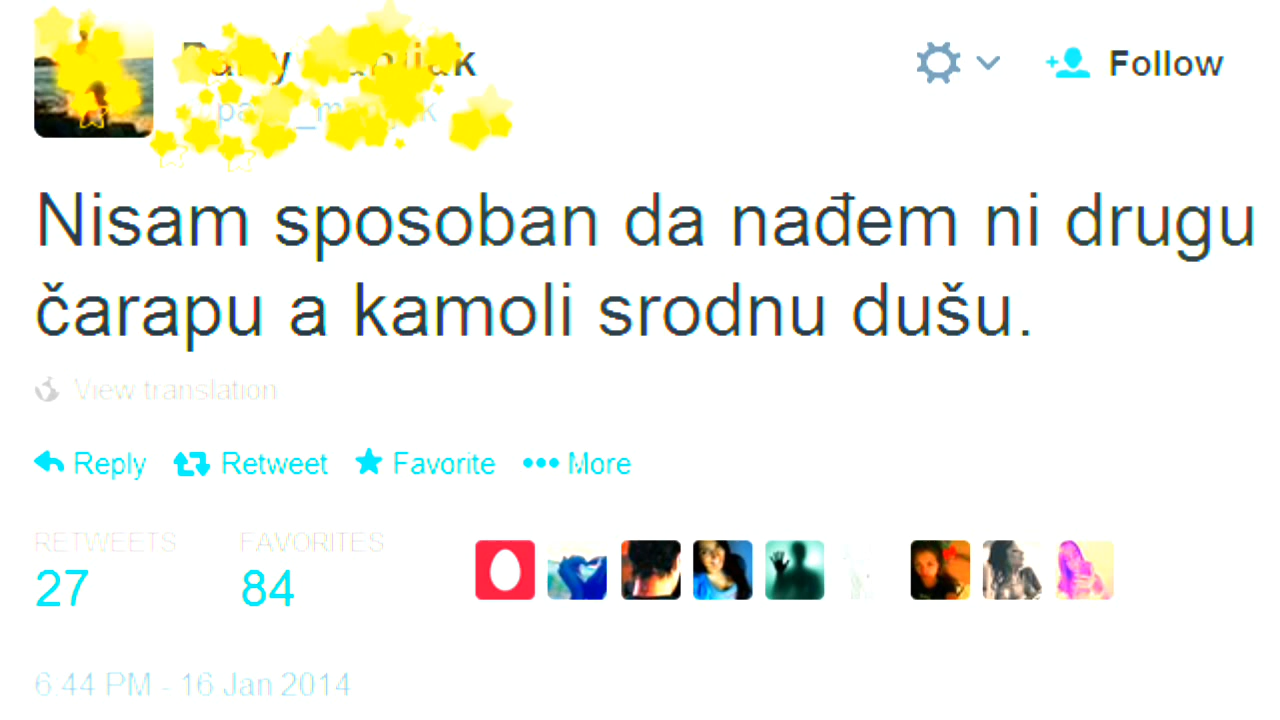 Follow
Nisam sposoban da nađem ni drugu
čarapu a kamoli srodnu dušu.
View translation
Reply Retweet Favorite More
RETWEETS FAVORITES
27 84
6:44 PM - 16 Jan 2014